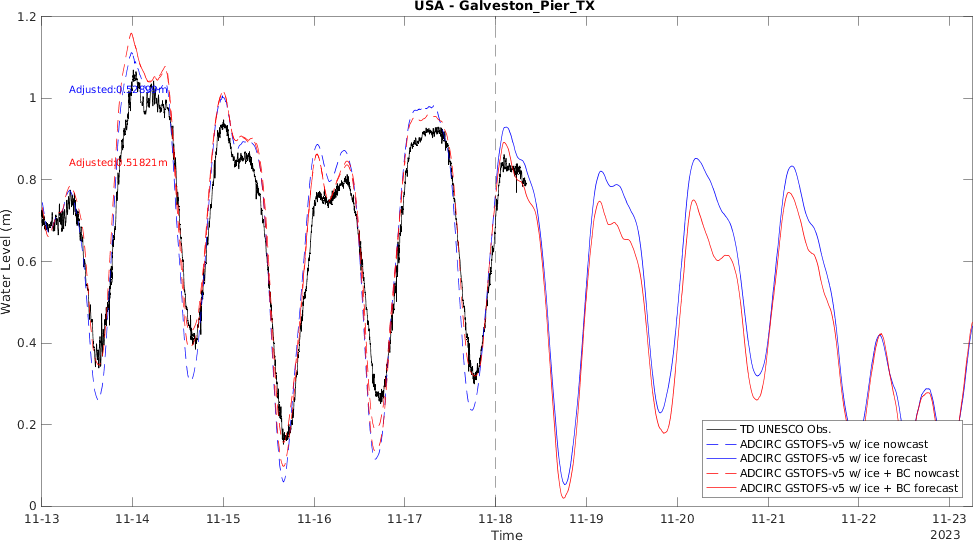 USA - Galveston_Pier_TX
1.2
1
0.8
0.6
0.4
0.2
0
Water Level (m)
Adjusted:0.51821m
11-13
11-14
11-15
11-16
11-17
11-18
11-19
11-20
11-21
11-22
11-23
2023
Time
TD UNESCO Obs.
ADCIRC GSTOFS-v5 w/ ice nowcast
ADCIRC GSTOFS-v5 w/ ice forecast
ADCIRC GSTOFS-v5 w/ ice + BC nowcast
ADCIRC GSTOFS-v5 w/ ice + BC forecast